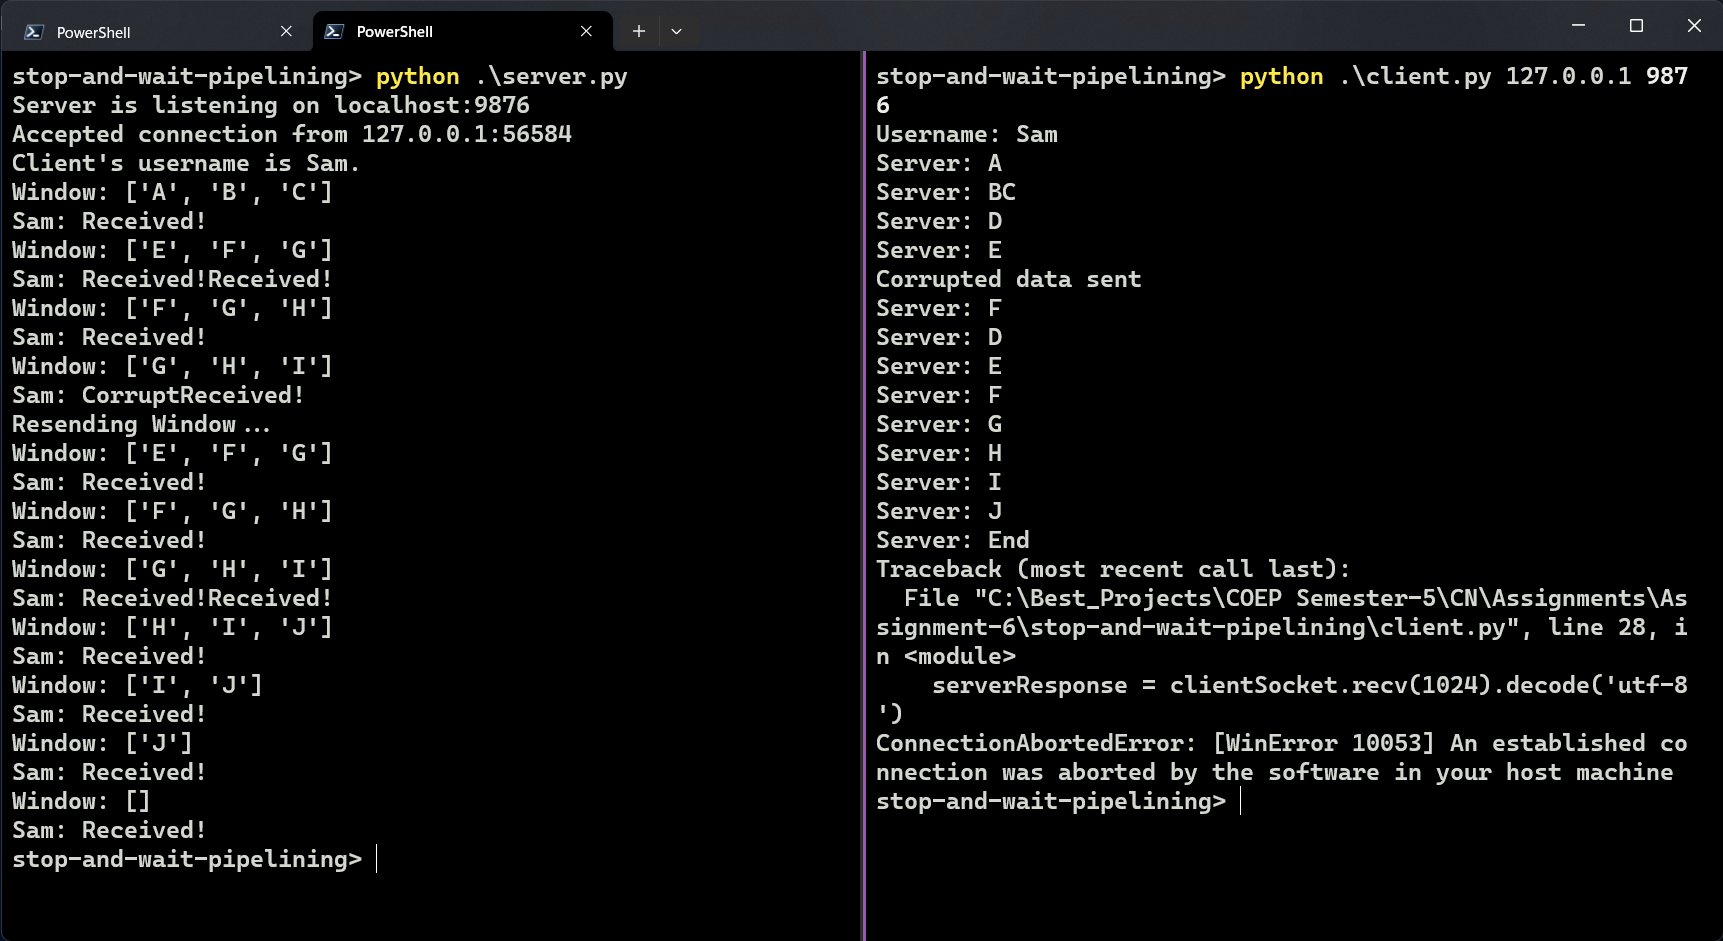 PowerShell
PowerShell
stop-and-wait-pipelining> python .\server.py
Server is listening on localhost:9876
Accepted connection from 127.0.0.1:56584
Client's username is Sam.
Window: ['A', 'B', 'C']
Sam: Received!
Window: ['E', 'F', 'G']
Sam: Received!Received!
Window: ['F', 'G', 'H']
Sam: Received!
Window: ['G', 'H', 'I']
Sam: CorruptReceived!
Resending Window...
Window: ['E', 'F', 'G']
Sam: Received!
Window: ['F', 'G', 'H']
Sam: Received!
Window: ['G', 'H', 'I']
Sam: Received!Received!
Window: ['H', 'I', 'J']
Sam: Received!
Window: ['I', 'J']
Sam: Received!
Window: ['J']
Sam: Received!
Window: []
Sam: Received!
stop-and-wait-pipelining>
stop-and-wait-pipelining> python .\client.py 127.0.0.1 987
6
Username: Sam
Server: A
Server: BC
Server: D
Server: E
Corrupted data sent
Server: F
Server: D
Server: E
Server: F
Server: G
Server: H
Server: I
Server: J
Server: End
Traceback (most recent call last):
  File "C:\Best_Projects\COEP Semester-5\CN\Assignments\As
signment-6\stop-and-wait-pipelining\client.py", line 28, i
n <module>
    serverResponse = clientSocket.recv(1024).decode('utf-8
')
ConnectionAbortedError: [WinError 10053] An established co
nnection was aborted by the software in your host machine
stop-and-wait-pipelining>